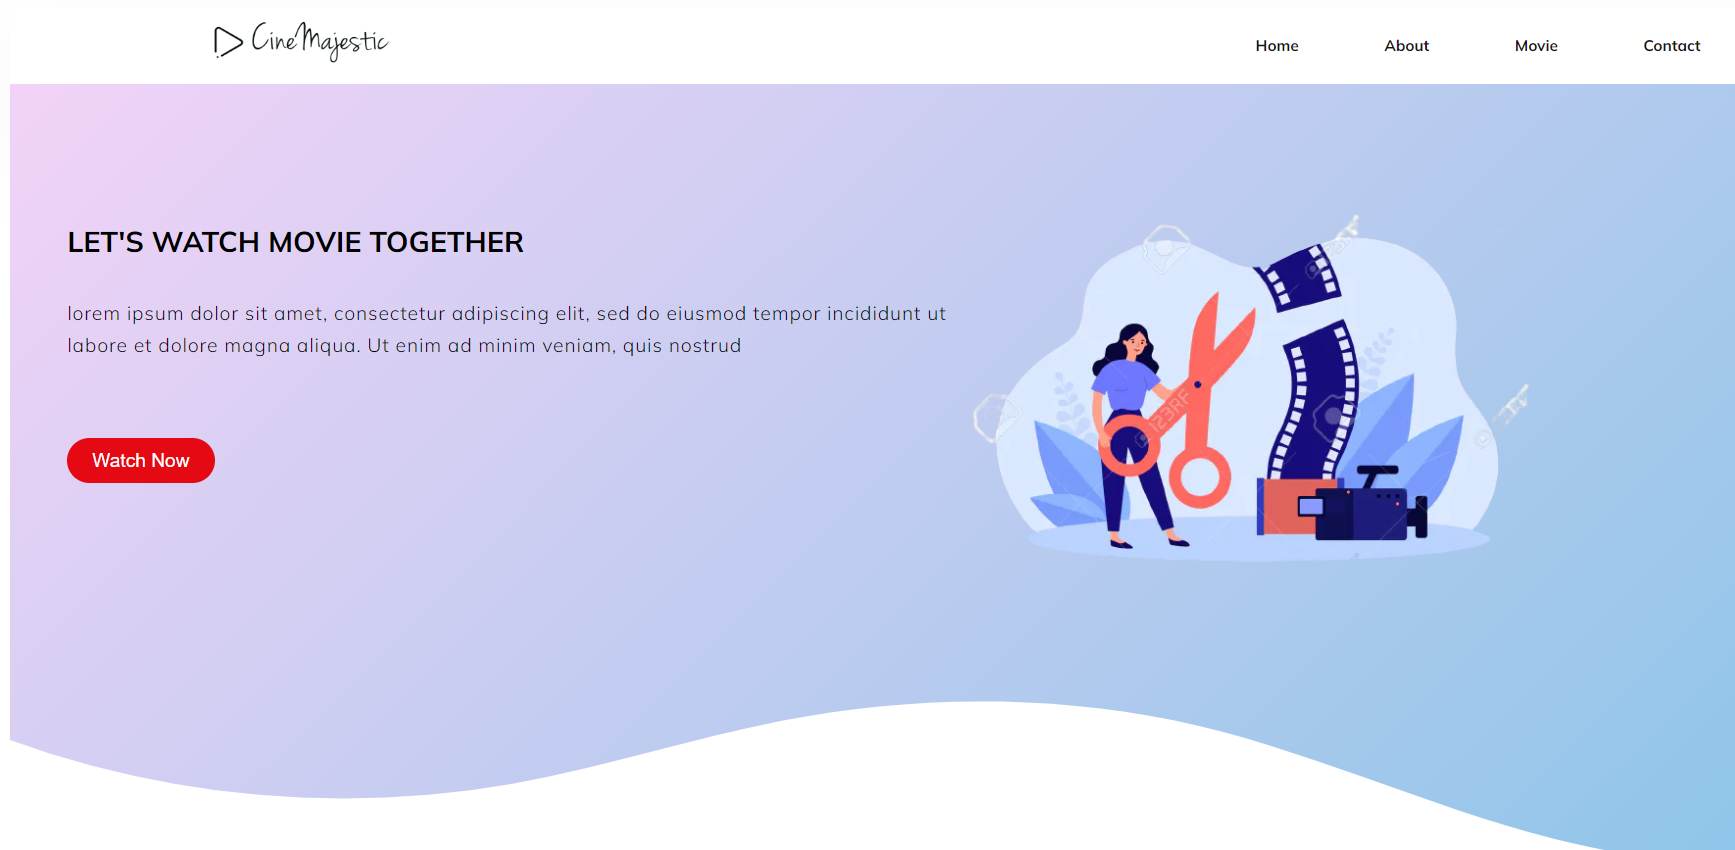 CineMajestic
Home About Movie Contact
LET'S WATCH MOVIE TOGETHER
lorem ipsum dolor sit amet, consectetur adipiscing elit, sed do eiusmod tempor incididunt ut
labore et dolore magna aliqua. Ut enim ad minim veniam, quis nostrud
123RF
Watch Now